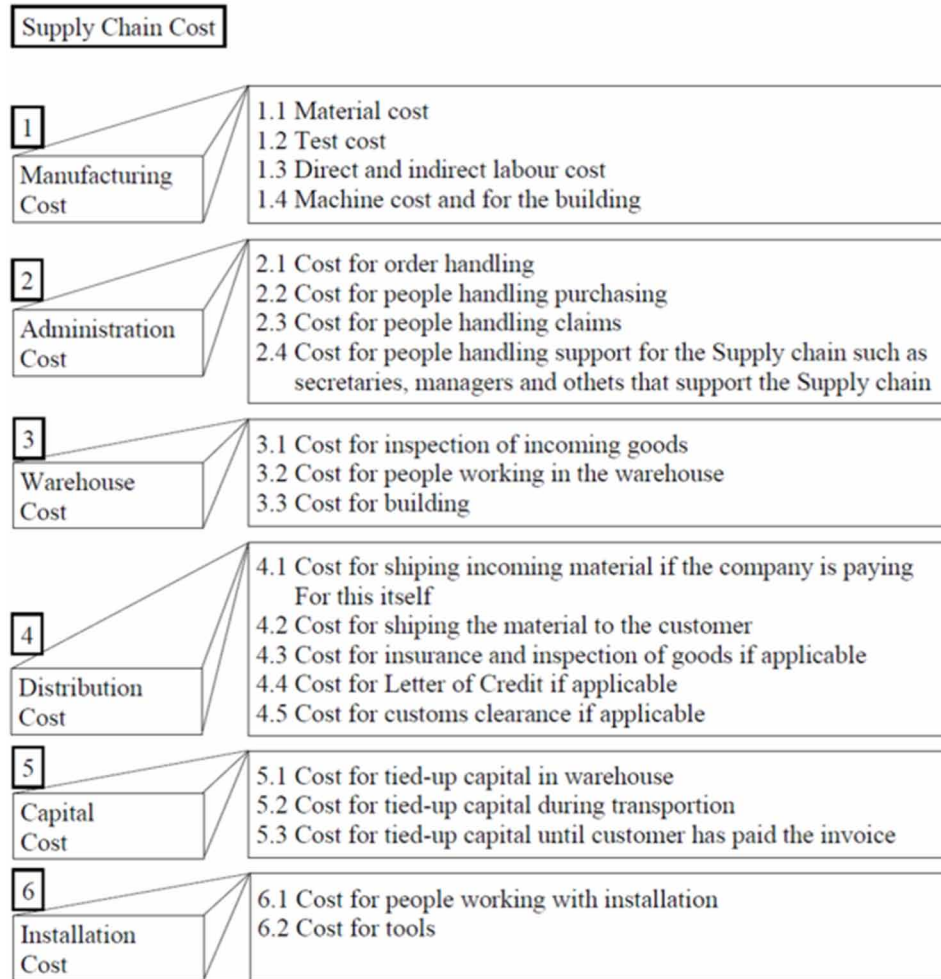 Supply Chain Cost
1
Manufacturing
Cost
1.1 Material cost
1.2 Test cost
1.3 Direct and indirect labour cost
1.4 Machine cost and for the building
2
Administration
Cost
2.1 Cost for order handling
2.2 Cost for people handling purchasing
2.3 Cost for people handling claims
2.4 Cost for people handling support for the Supply chain such as
secretaries, managers and othets that support the Supply chain
3
Warehouse
Cost
3.1 Cost for inspection of incoming goods
3.2 Cost for people working in the warehouse
3.3 Cost for building
4
Distribution
Cost
4.1 Cost for shiping incoming material if the company is paying
For this itself
4.2 Cost for shiping the material to the customer
4.3 Cost for insurance and inspection of goods if applicable
4.4 Cost for Letter of Credit if applicable
4.5 Cost for customs clearance if applicable
5
Capital
Cost
5.1 Cost for tied-up capital in warehouse
5.2 Cost for tied-up capital during transportion
5.3 Cost for tied-up capital until customer has paid the invoice
6
Installation
Cost
6.1 Cost for people working with installation
6.2 Cost for tools